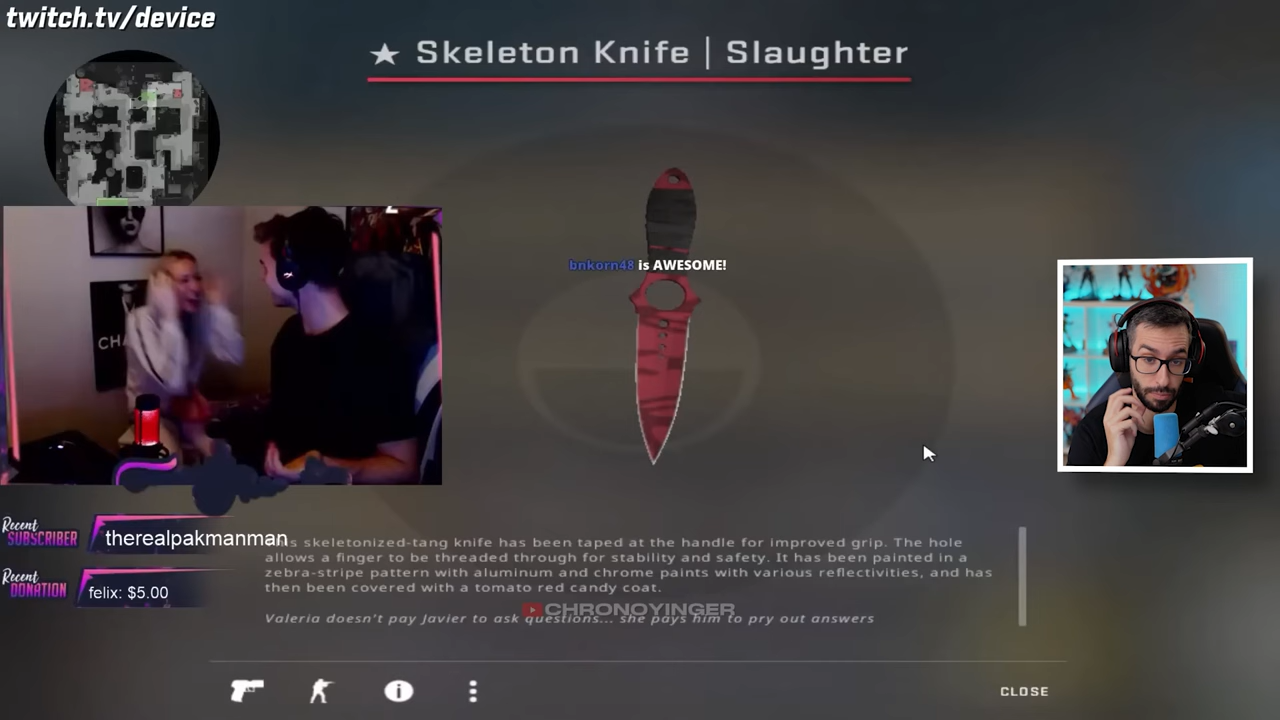 twitch.tv/device
★ Skeleton Knife | Slaughter
bnkorn48 is AWESOME!
CHA
Recent
SUBSCRIBER
therealpakmanman
Recent
DONATION
felix: $5.00
skeletonized-tang knife has been taped at the handle for improved grip. The hole
allows a finger to be threaded through for stability and safety. It has been painted in a
zebra-stripe pattern with aluminum and chrome paints with various reflectivities, and has
then been covered with a tomato red candy coat.
CHRONOYINGER
Valeria doesn't pay Javier to ask questions... she pays him to pry out answers
CLOSE